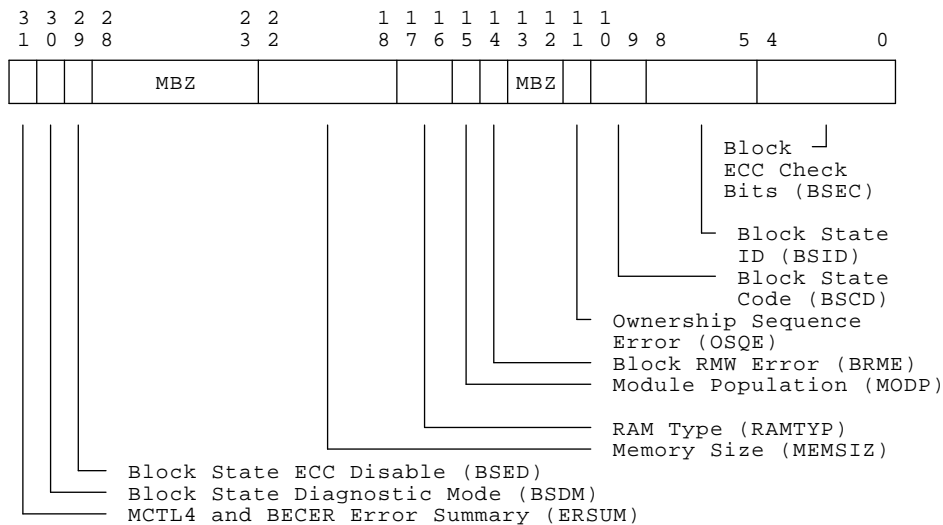 3 3 2 2 2 2 1 1 1 1 1 1 1 1 1
1 0 9 8 3 2 8 7 6 5 4 3 2 1 0 9 8 5 4 0
MBZ MBZ
Block
ECC Check
Bits (BSEC)
Block State
ID (BSID)
Block State
Code (BSCD)
Ownership Sequence
Error (OSQE)
Block RMW Error (BRME)
Module Population (MODP)
RAM Type (RAMTYP)
Memory Size (MEMSIZ)
Block State ECC Disable (BSED)
Block State Diagnostic Mode (BSDM)
MCTL4 and BECER Error Summary (ERSUM)